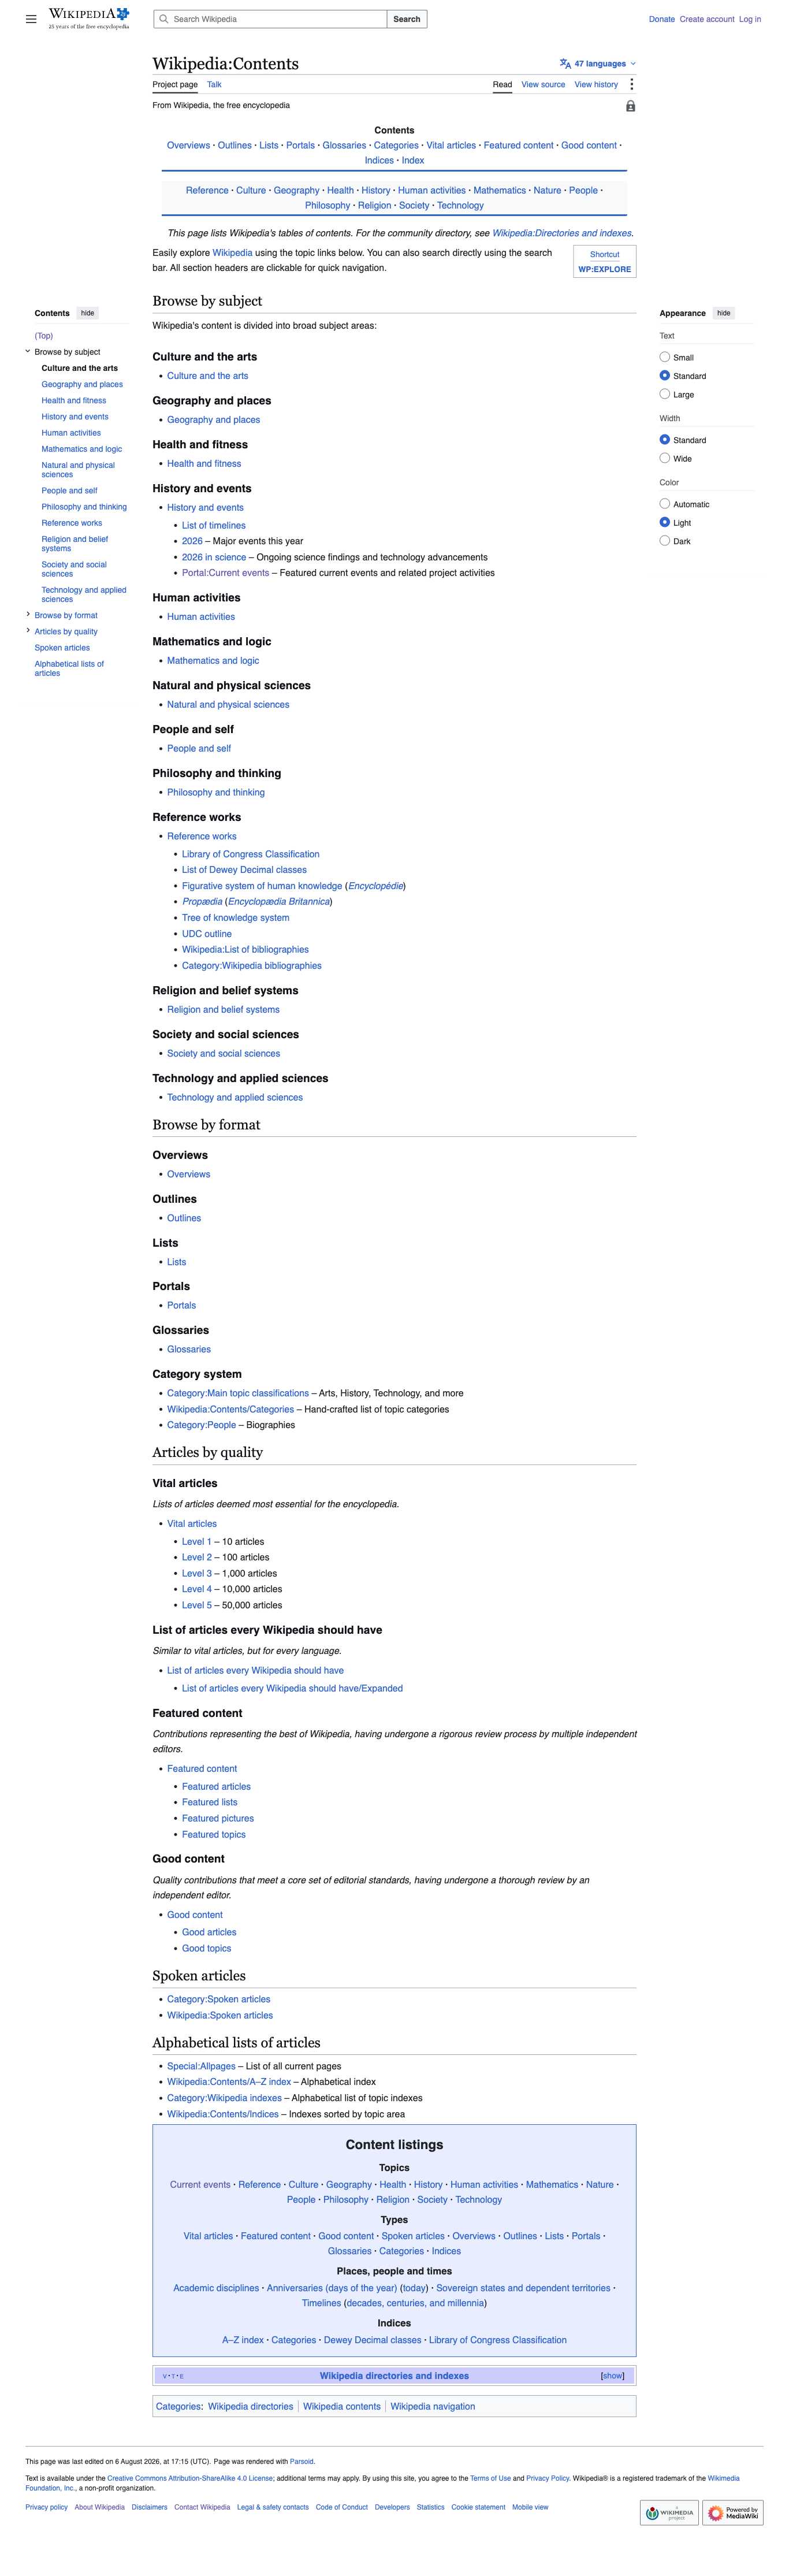 WIKIPEDIA
25 years of the free encyclopedia
Search Wikipedia
Search
Donate Create account Log in
Wikipedia:Contents
47 languages
Project page Talk
Read View source View history
From Wikipedia, the free encyclopedia
Contents
Overviews · Outlines · Lists · Portals · Glossaries · Categories · Vital articles · Featured content · Good content ·
Indices · Index
Reference · Culture · Geography · Health · History · Human activities · Mathematics · Nature · People ·
Philosophy · Religion · Society · Technology
This page lists Wikipedia's tables of contents. For the community directory, see Wikipedia:Directories and indexes.
Easily explore Wikipedia using the topic links below. You can also search directly using the search
bar. All section headers are clickable for quick navigation.
Shortcut
WP:EXPLORE
Contents hide
(Top)
Browse by subject
Culture and the arts
Geography and places
Health and fitness
History and events
Human activities
Mathematics and logic
Natural and physical
sciences
People and self
Philosophy and thinking
Reference works
Religion and belief
systems
Society and social
sciences
Technology and applied
sciences
Browse by format
Articles by quality
Spoken articles
Alphabetical lists of
articles
Appearance hide
Text
Small
Standard
Large
Width
Standard
Wide
Color
Automatic
Light
Dark
Browse by subject
Wikipedia's content is divided into broad subject areas:
Culture and the arts
• Culture and the arts
Geography and places
• Geography and places
Health and fitness
• Health and fitness
History and events
• History and events
• List of timelines
• 2026 – Major events this year
• 2026 in science – Ongoing science findings and technology advancements
• Portal:Current events – Featured current events and related project activities
Human activities
• Human activities
Mathematics and logic
• Mathematics and logic
Natural and physical sciences
• Natural and physical sciences
People and self
• People and self
Philosophy and thinking
• Philosophy and thinking
Reference works
• Reference works
• Library of Congress Classification
• List of Dewey Decimal classes
• Figurative system of human knowledge (Encyclopédie)
• Propædia (Encyclopædia Britannica)
• Tree of knowledge system
• UDC outline
• Wikipedia:List of bibliographies
• Category:Wikipedia bibliographies
Religion and belief systems
• Religion and belief systems
Society and social sciences
• Society and social sciences
Technology and applied sciences
• Technology and applied sciences
Browse by format
Overviews
• Overviews
Outlines
• Outlines
Lists
• Lists
Portals
• Portals
Glossaries
• Glossaries
Category system
• Category:Main topic classifications – Arts, History, Technology, and more
• Wikipedia:Contents/Categories – Hand-crafted list of topic categories
• Category:People – Biographies
Articles by quality
Vital articles
Lists of articles deemed most essential for the encyclopedia.
• Vital articles
• Level 1 – 10 articles
• Level 2 – 100 articles
• Level 3 – 1,000 articles
• Level 4 – 10,000 articles
• Level 5 – 50,000 articles
List of articles every Wikipedia should have
Similar to vital articles, but for every language.
• List of articles every Wikipedia should have
• List of articles every Wikipedia should have/Expanded
Featured content
Contributions representing the best of Wikipedia, having undergone a rigorous review process by multiple independent
editors.
• Featured content
• Featured articles
• Featured lists
• Featured pictures
• Featured topics
Good content
Quality contributions that meet a core set of editorial standards, having undergone a thorough review by an
independent editor.
• Good content
• Good articles
• Good topics
Spoken articles
• Category:Spoken articles
• Wikipedia:Spoken articles
Alphabetical lists of articles
• Special:Allpages – List of all current pages
• Wikipedia:Contents/A–Z index – Alphabetical index
• Category:Wikipedia indexes – Alphabetical list of topic indexes
• Wikipedia:Contents/Indices – Indexes sorted by topic area
Content listings
Topics
Current events · Reference · Culture · Geography · Health · History · Human activities · Mathematics · Nature ·
People · Philosophy · Religion · Society · Technology
Types
Vital articles · Featured content · Good content · Spoken articles · Overviews · Outlines · Lists · Portals ·
Glossaries · Categories · Indices
Places, people and times
Academic disciplines · Anniversaries (days of the year) (today) · Sovereign states and dependent territories ·
Timelines (decades, centuries, and millennia)
Indices
A–Z index · Categories · Dewey Decimal classes · Library of Congress Classification
V·T·E Wikipedia directories and indexes [show]
Categories: Wikipedia directories | Wikipedia contents | Wikipedia navigation
This page was last edited on 6 August 2026, at 17:15 (UTC). Page was rendered with Parsoid.
Text is available under the Creative Commons Attribution-ShareAlike 4.0 License; additional terms may apply. By using this site, you agree to the Terms of Use and Privacy Policy. Wikipedia® is a registered trademark of the Wikimedia
Foundation, Inc., a non-profit organization.
Privacy policy About Wikipedia Disclaimers Contact Wikipedia Legal & safety contacts Code of Conduct Developers Statistics Cookie statement Mobile view
A WIKIMEDIA project
Powered by MediaWiki